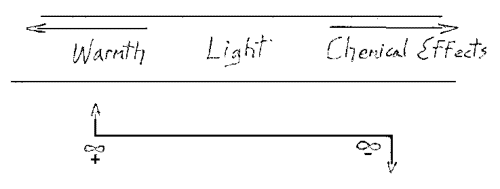 Warmth Light Chemical Effects
∞ ∞
+ -